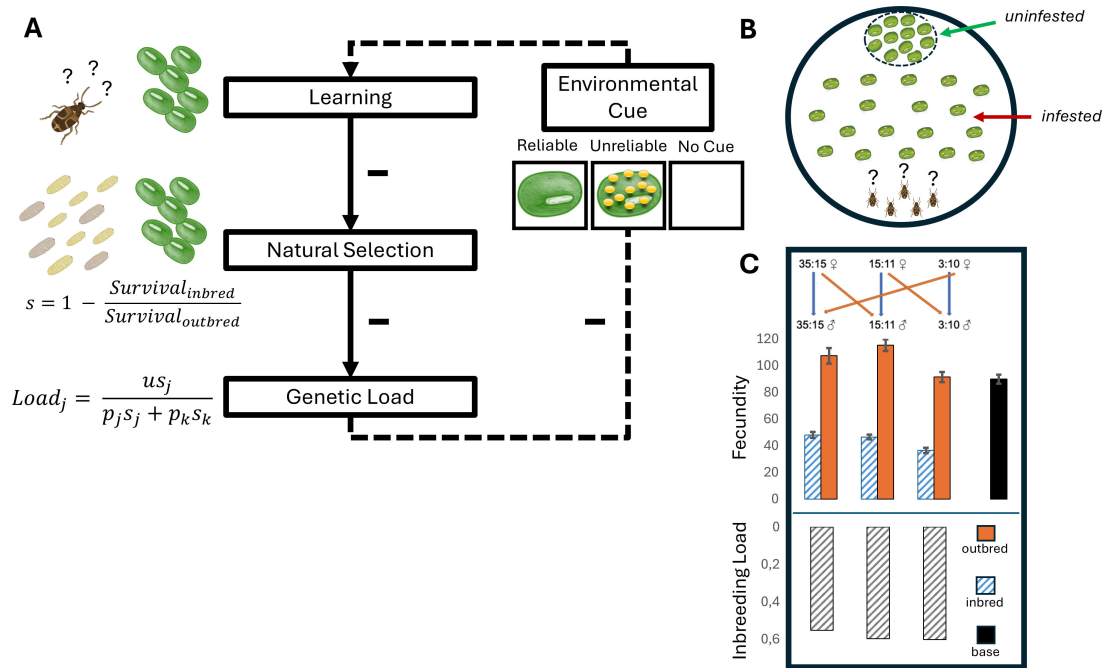 A
? ? ?
Learning
Environmental
Cue
Reliable Unreliable No Cue
–
Natural Selection
s = 1 − Survival_inbred / Survival_outbred
– –
Load_j = us_j / p_j s_j + p_k s_k
Genetic Load
B
uninfested
infested
? ? ?
C
35:15 ♀ 15:11 ♀ 3:10 ♀
35:15 ♂ 15:11 ♂ 3:10 ♂
Fecundity
120
100
80
60
40
20
0
Inbreeding Load
0
0,2
0,4
0,6
outbred
inbred
base